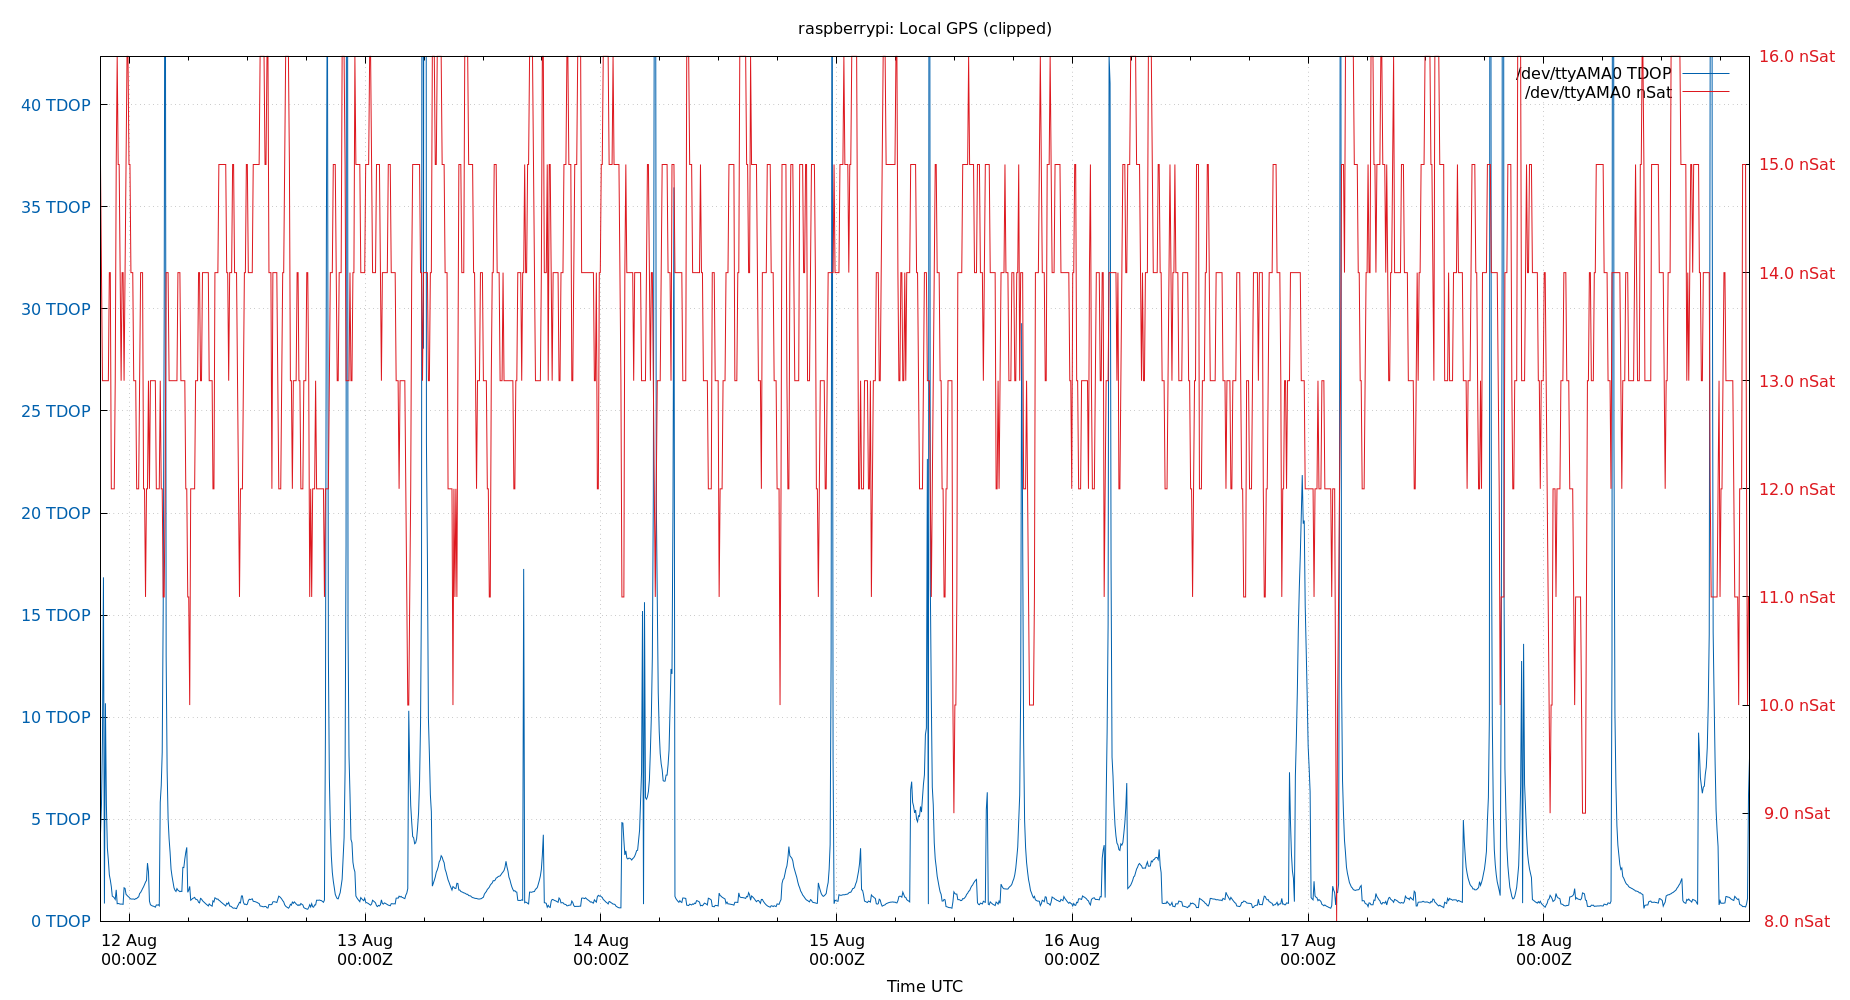 raspberrypi: Local GPS (clipped)
/dev/ttyAMA0 TDOP
/dev/ttyAMA0 nSat
40 TDOP
35 TDOP
30 TDOP
25 TDOP
20 TDOP
15 TDOP
10 TDOP
5 TDOP
0 TDOP
16.0 nSat
15.0 nSat
14.0 nSat
13.0 nSat
12.0 nSat
11.0 nSat
10.0 nSat
9.0 nSat
8.0 nSat
12 Aug
00:00Z
13 Aug
00:00Z
14 Aug
00:00Z
15 Aug
00:00Z
16 Aug
00:00Z
17 Aug
00:00Z
18 Aug
00:00Z
Time UTC